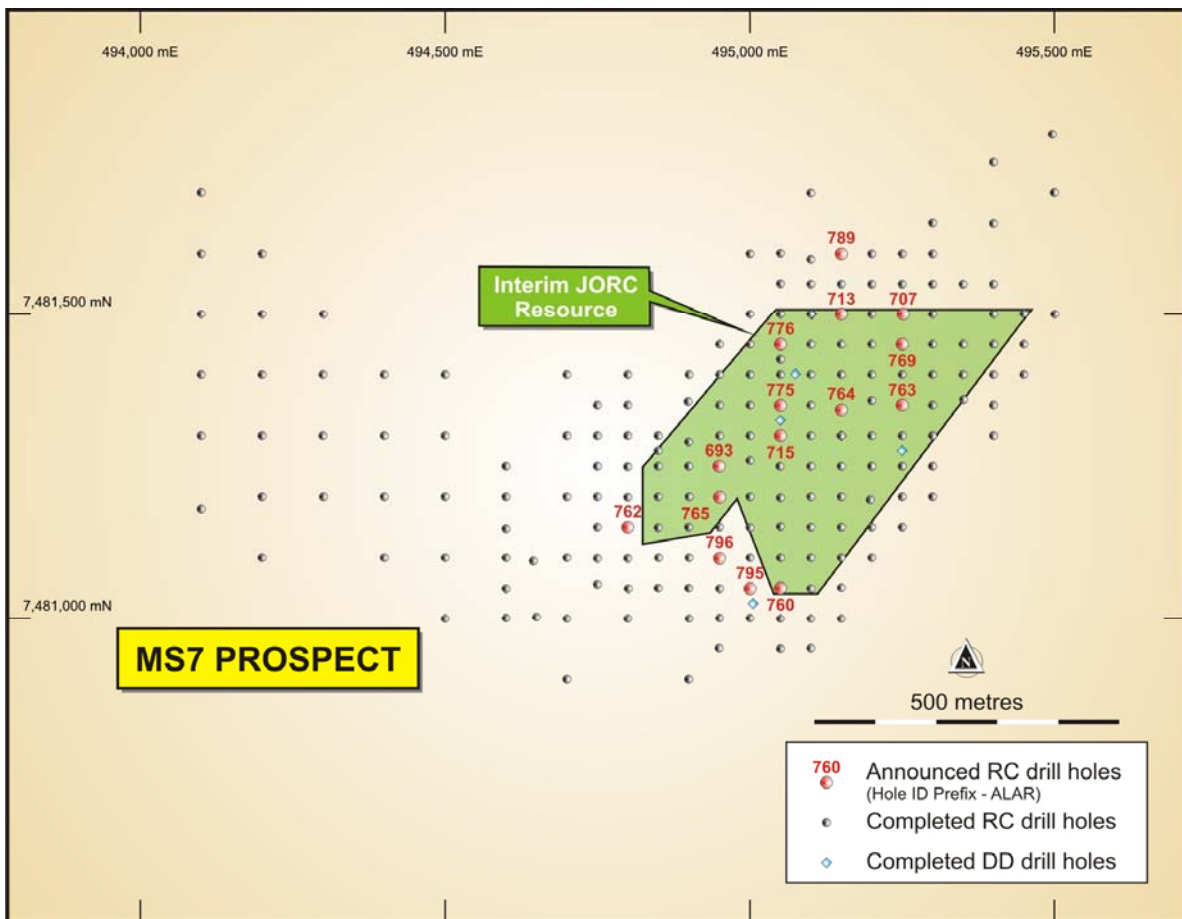 494,000 mE
494,500 mE
495,000 mE
495,500 mE
789
Interim JORC
Resource
7,481,500 mN
713
707
776
769
775
764
763
715
693
762
765
796
795
760
7,481,000 mN
MS7 PROSPECT
N
500 metres
760
Announced RC drill holes
(Hole ID Prefix - ALAR)
Completed RC drill holes
Completed DD drill holes